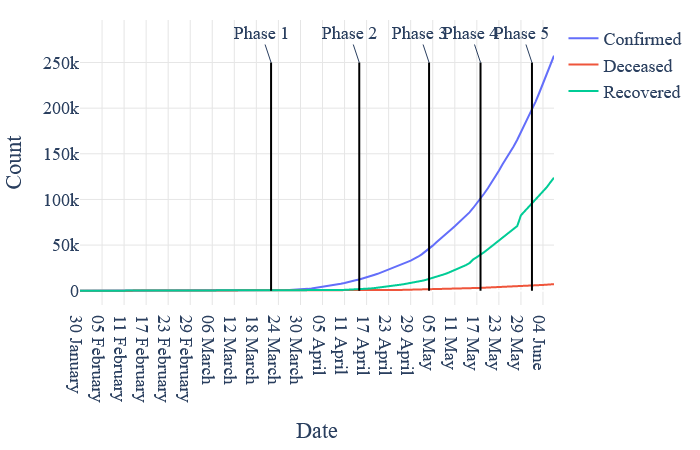 Phase 1
Phase 2
Phase 3
Phase 4
Phase 5
Confirmed
Deceased
Recovered
250k
200k
150k
100k
50k
0
Count
30 January
05 February
11 February
17 February
23 February
29 February
06 March
12 March
18 March
24 March
30 March
05 April
11 April
17 April
23 April
29 April
05 May
11 May
17 May
23 May
29 May
04 June
Date